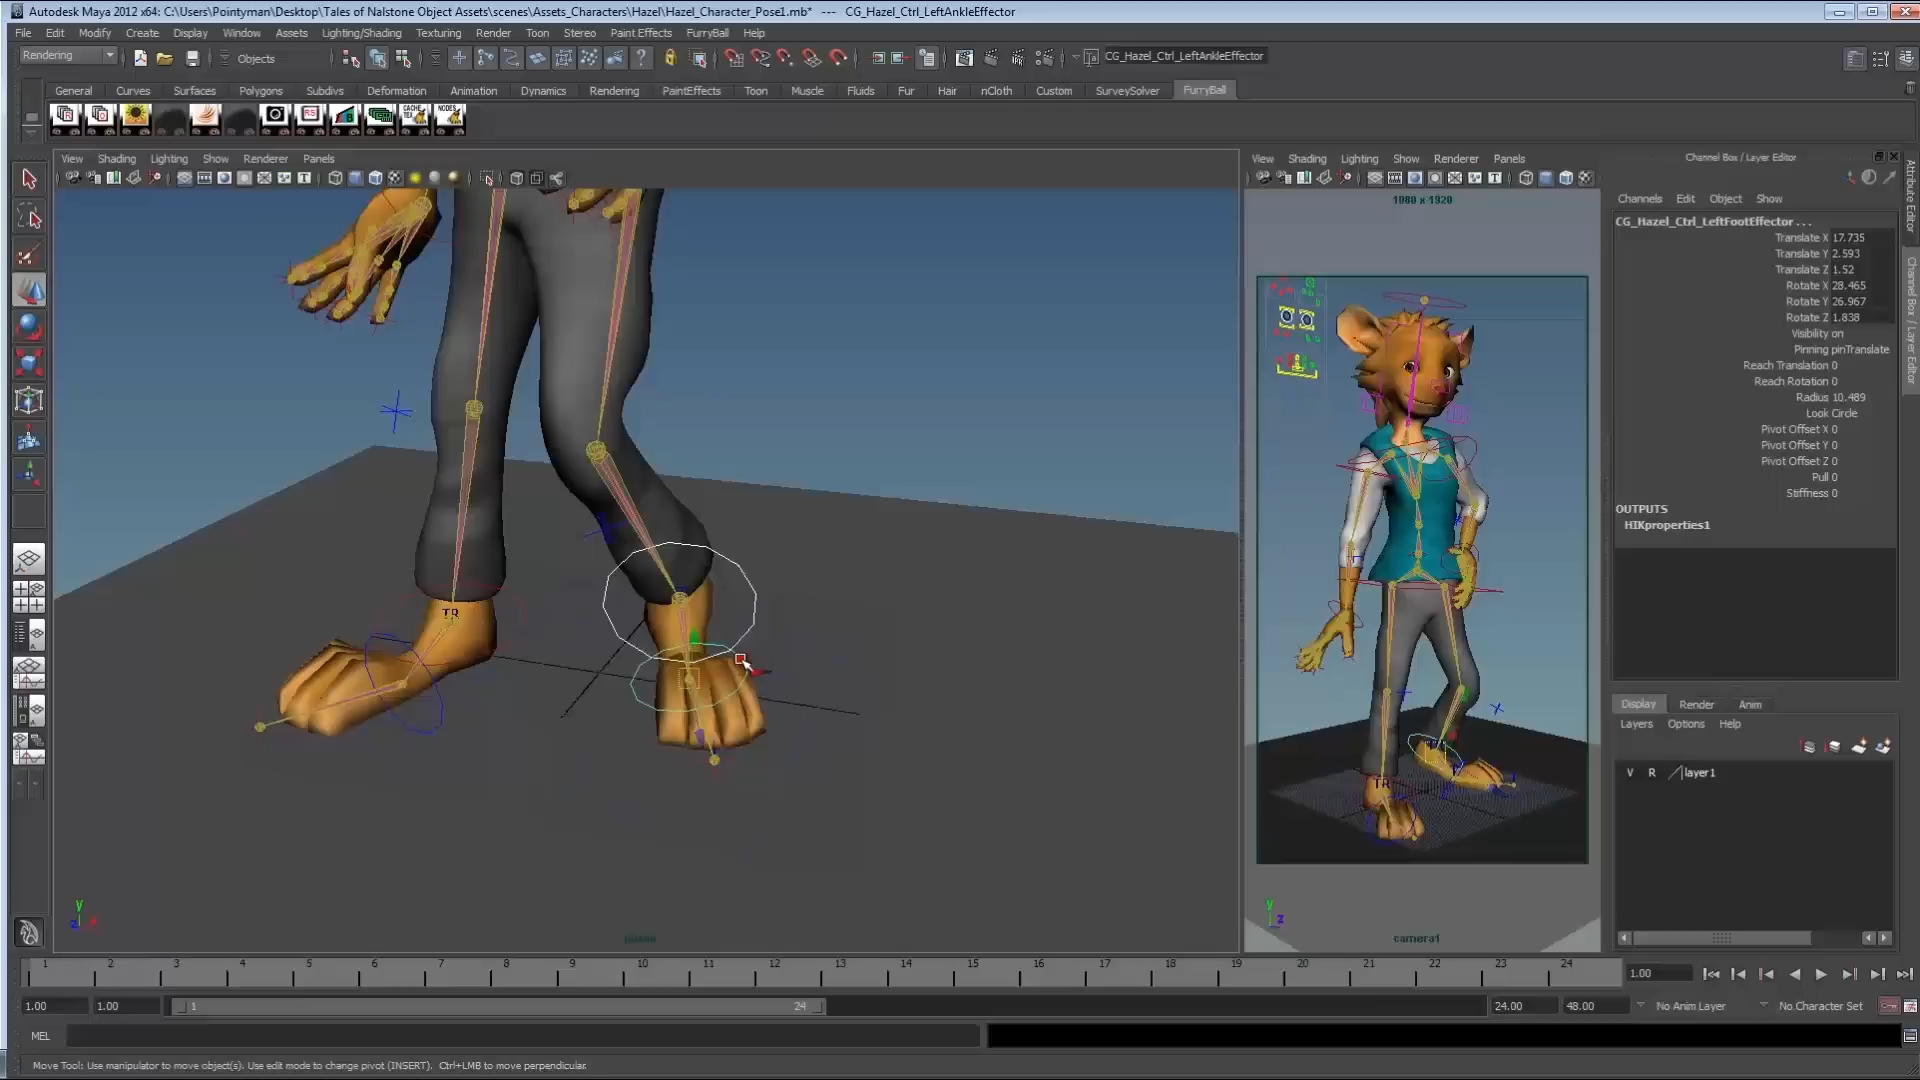 Autodesk Maya 2012 x64: C:\Users\Pointyman\Desktop\Tales of Nalstone Object Assets\scenes\Assets_Characters\Hazel\Hazel_Character_Pose1.mb* --- CG_Hazel_Ctrl_LeftAnkleEffector
File Edit Modify Create Display Window Assets Lighting/Shading Texturing Render Toon Stereo Paint Effects FurryBall Help
Rendering Objects CG_Hazel_Ctrl_LeftAnkleEffector
General Curves Surfaces Polygons Subdivs Deformation Animation Dynamics Rendering PaintEffects Toon Muscle Fluids Fur Hair nCloth Custom SurveySolver FurryBall
View Shading Lighting Show Renderer Panels
View Shading Lighting Show Renderer Panels
1080 x 1920
TR
TR
persp
camera1
Channel Box / Layer Editor
Channels Edit Object Show
CG_Hazel_Ctrl_LeftFootEffector . . .
Translate X 17.735
Translate Y 2.593
Translate Z 1.52
Rotate X 28.465
Rotate Y 26.967
Rotate Z 1.838
Visibility on
Pinning pinTranslate
Reach Translation 0
Reach Rotation 0
Radius 10.489
Look Circle
Pivot Offset X 0
Pivot Offset Y 0
Pivot Offset Z 0
Pull 0
Stiffness 0
OUTPUTS
HIKproperties1
Attribute Editor
Channel Box / Layer Editor
Display Render Anim
Layers Options Help
V R layer1
1 2 3 4 5 6 7 8 9 10 11 12 13 14 15 16 17 18 19 20 21 22 23 24
1.00
1.00 1.00 1 24 24.00 48.00 No Anim Layer No Character Set
MEL
Move Tool: Use manipulator to move object(s). Use edit mode to change pivot (INSERT). Ctrl+LMB to move perpendicular.